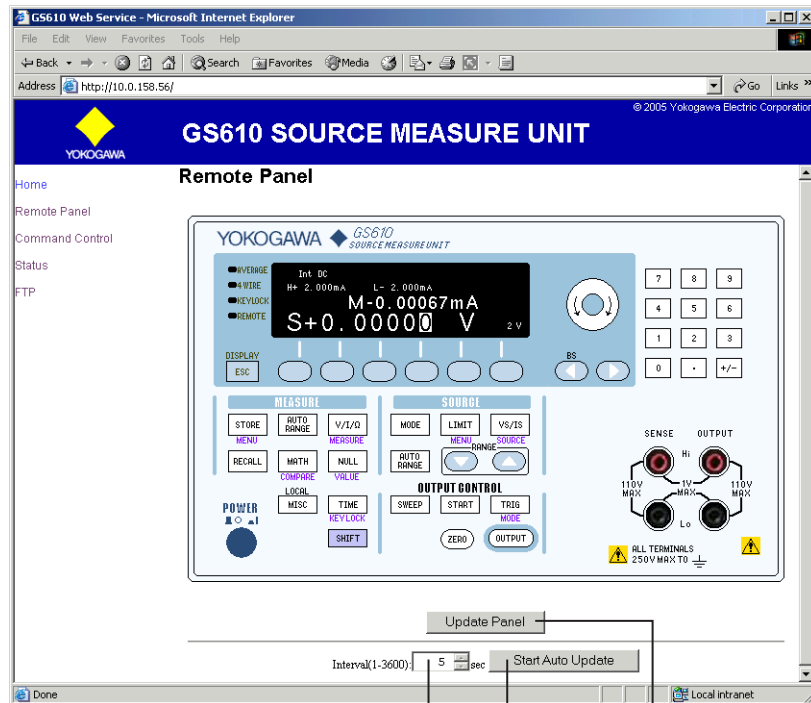 GS610 Web Service - Microsoft Internet Explorer
File Edit View Favorites Tools Help
Back Search Favorites Media
Address http://10.0.158.56/ Go Links »
© 2005 Yokogawa Electric Corporation
YOKOGAWA
GS610 SOURCE MEASURE UNIT
Home
Remote Panel
Command Control
Status
FTP
Remote Panel
YOKOGAWA GS610
SOURCE MEASURE UNIT
AVERAGE
4 WIRE
KEYLOCK
REMOTE
Int DC
H+ 2.000mA L- 2.000mA
M-0.00067mA
S+0.00000 V 2 V
DISPLAY
ESC
BS
7 8 9
4 5 6
1 2 3
0 . +/-
MEASURE
STORE AUTO RANGE V/I/Ω
MENU MEASURE
RECALL MATH NULL
COMPARE VALUE
LOCAL
MISC TIME
KEYLOCK
SHIFT
POWER
SOURCE
MODE LIMIT VS/IS
MENU SOURCE
RANGE
AUTO RANGE
OUTPUT CONTROL
SWEEP START TRIG
MODE
ZERO OUTPUT
SENSE OUTPUT
Hi
110V MAX 1V MAX 110V MAX
Lo
ALL TERMINALS
250V MAX TO
Update Panel
Interval(1-3600): 5 sec Start Auto Update
Done Local intranet